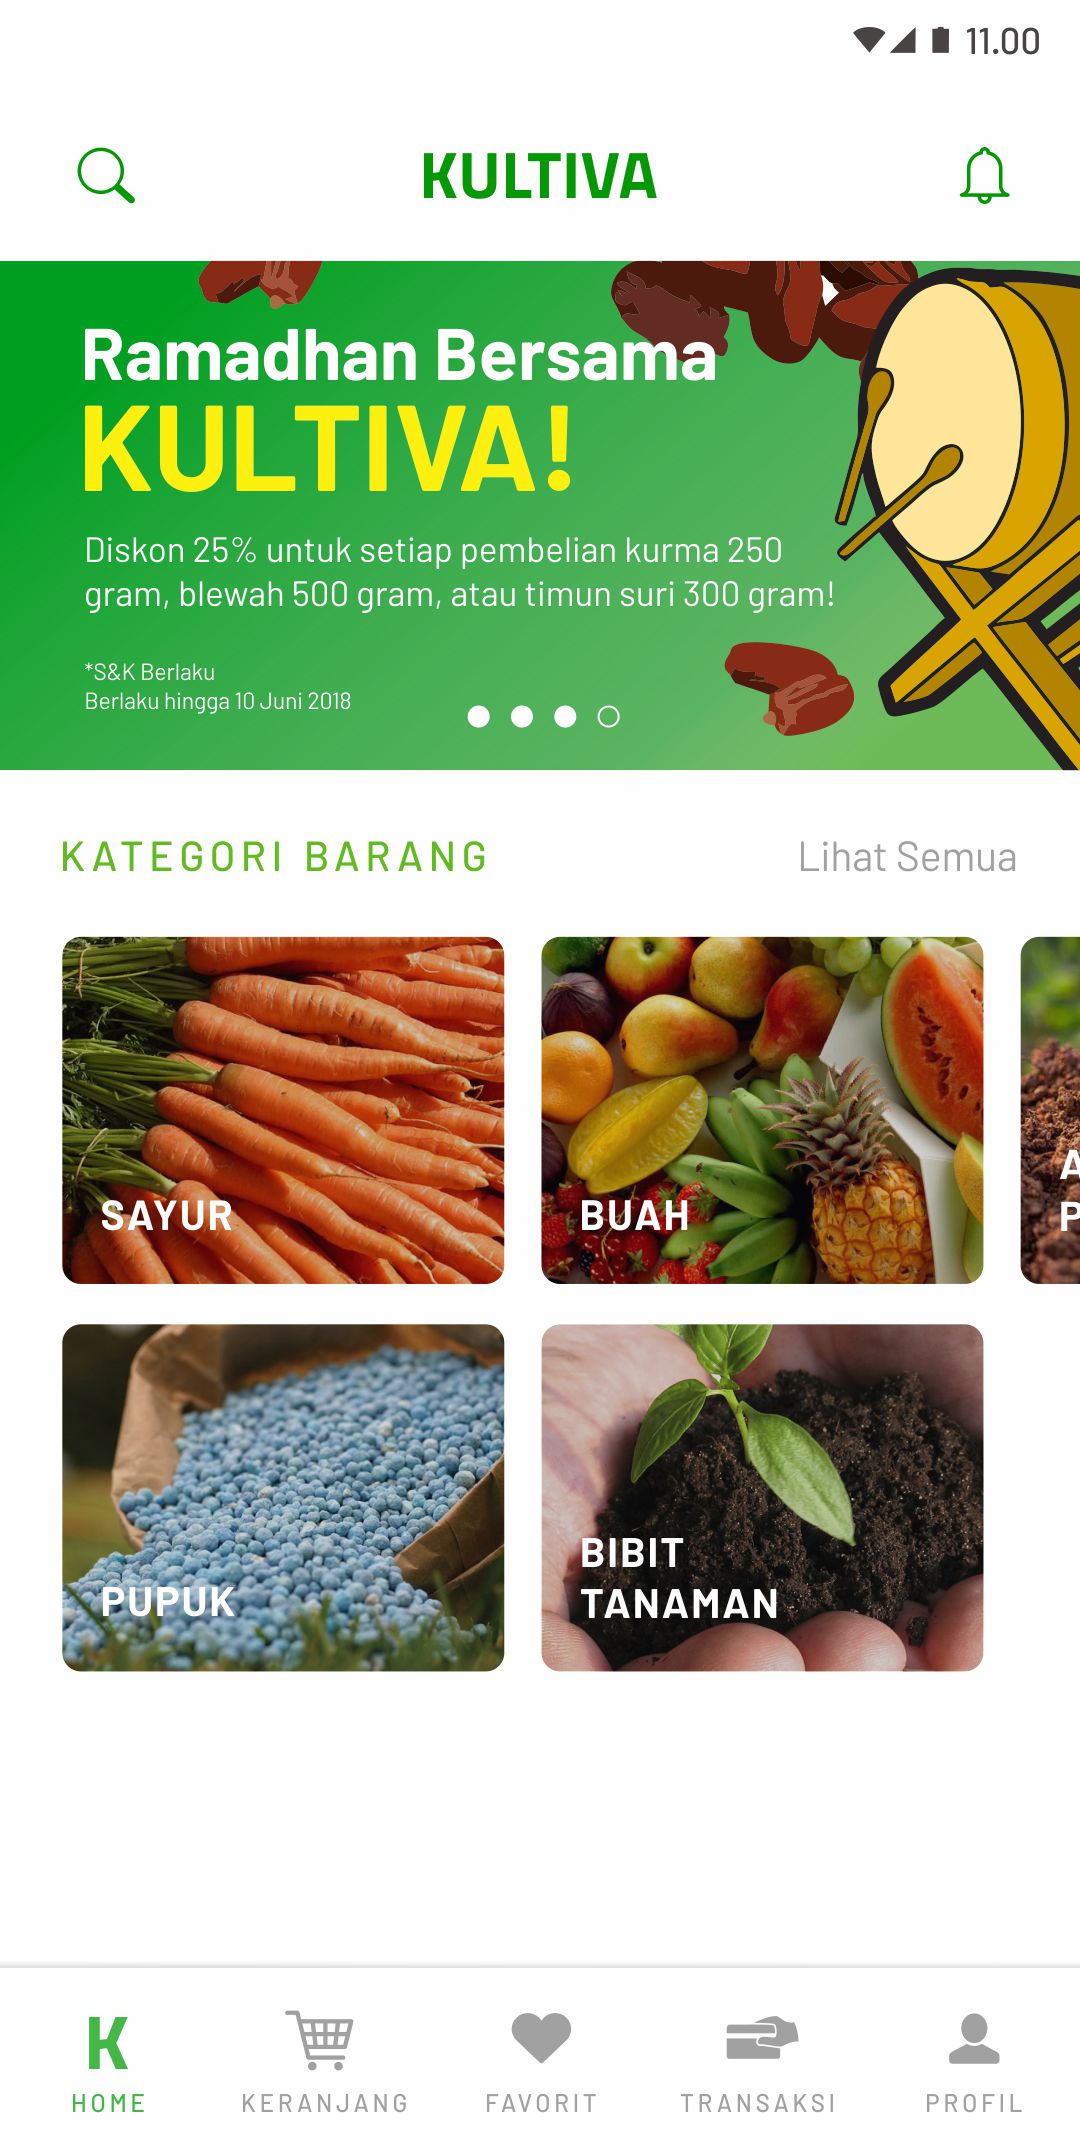 11.00
KULTIVA
Ramadhan Bersama
KULTIVA!
Diskon 25% untuk setiap pembelian kurma 250
gram, blewah 500 gram, atau timun suri 300 gram!
*S&K Berlaku
Berlaku hingga 10 Juni 2018
KATEGORI BARANG
Lihat Semua
SAYUR
BUAH
PUPUK
BIBIT
TANAMAN
K
HOME
KERANJANG
FAVORIT
TRANSAKSI
PROFIL